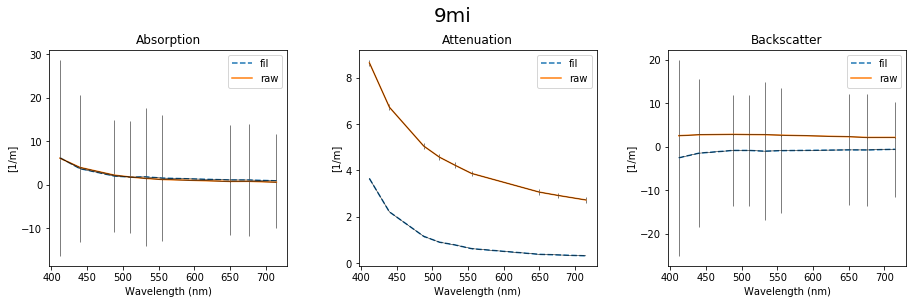 9mi
Absorption
Attenuation
Backscatter
30
20
10
0
−10
[1/m]
fil
raw
400 450 500 550 600 650 700
Wavelength (nm)
8
6
4
2
0
[1/m]
fil
raw
400 450 500 550 600 650 700
Wavelength (nm)
20
10
0
−10
−20
[1/m]
fil
raw
400 450 500 550 600 650 700
Wavelength (nm)